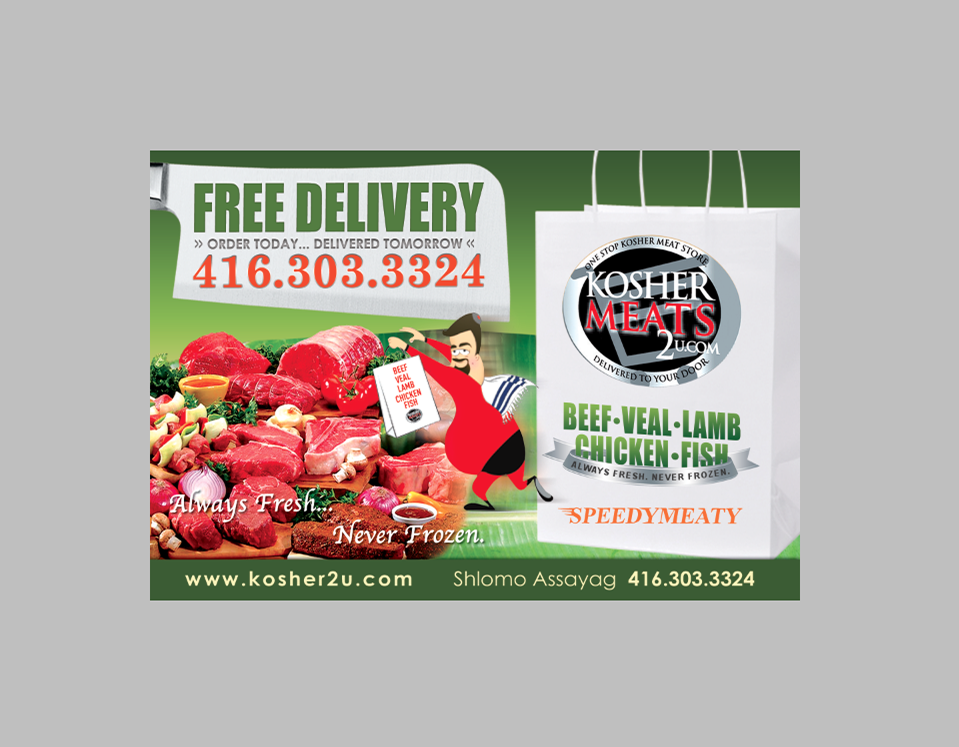 FREE DELIVERY
» ORDER TODAY... DELIVERED TOMORROW «
416.303.3324
BEEF
VEAL
LAMB
CHICKEN
FISH
Always Fresh...
Never Frozen.
ONE STOP KOSHER MEAT STORE
KOSHER
MEATS
2U.COM
DELIVERED TO YOUR DOOR
BEEF·VEAL·LAMB
CHICKEN·FISH
ALWAYS FRESH. NEVER FROZEN.
SPEEDYMEATY
www.kosher2u.com Shlomo Assayag 416.303.3324